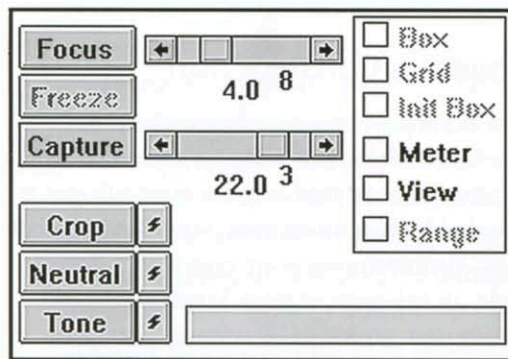 Focus
4.0 8
Freeze
Capture
22.0 3
Crop
Neutral
Tone
Box
Grid
Init Box
Meter
View
Range